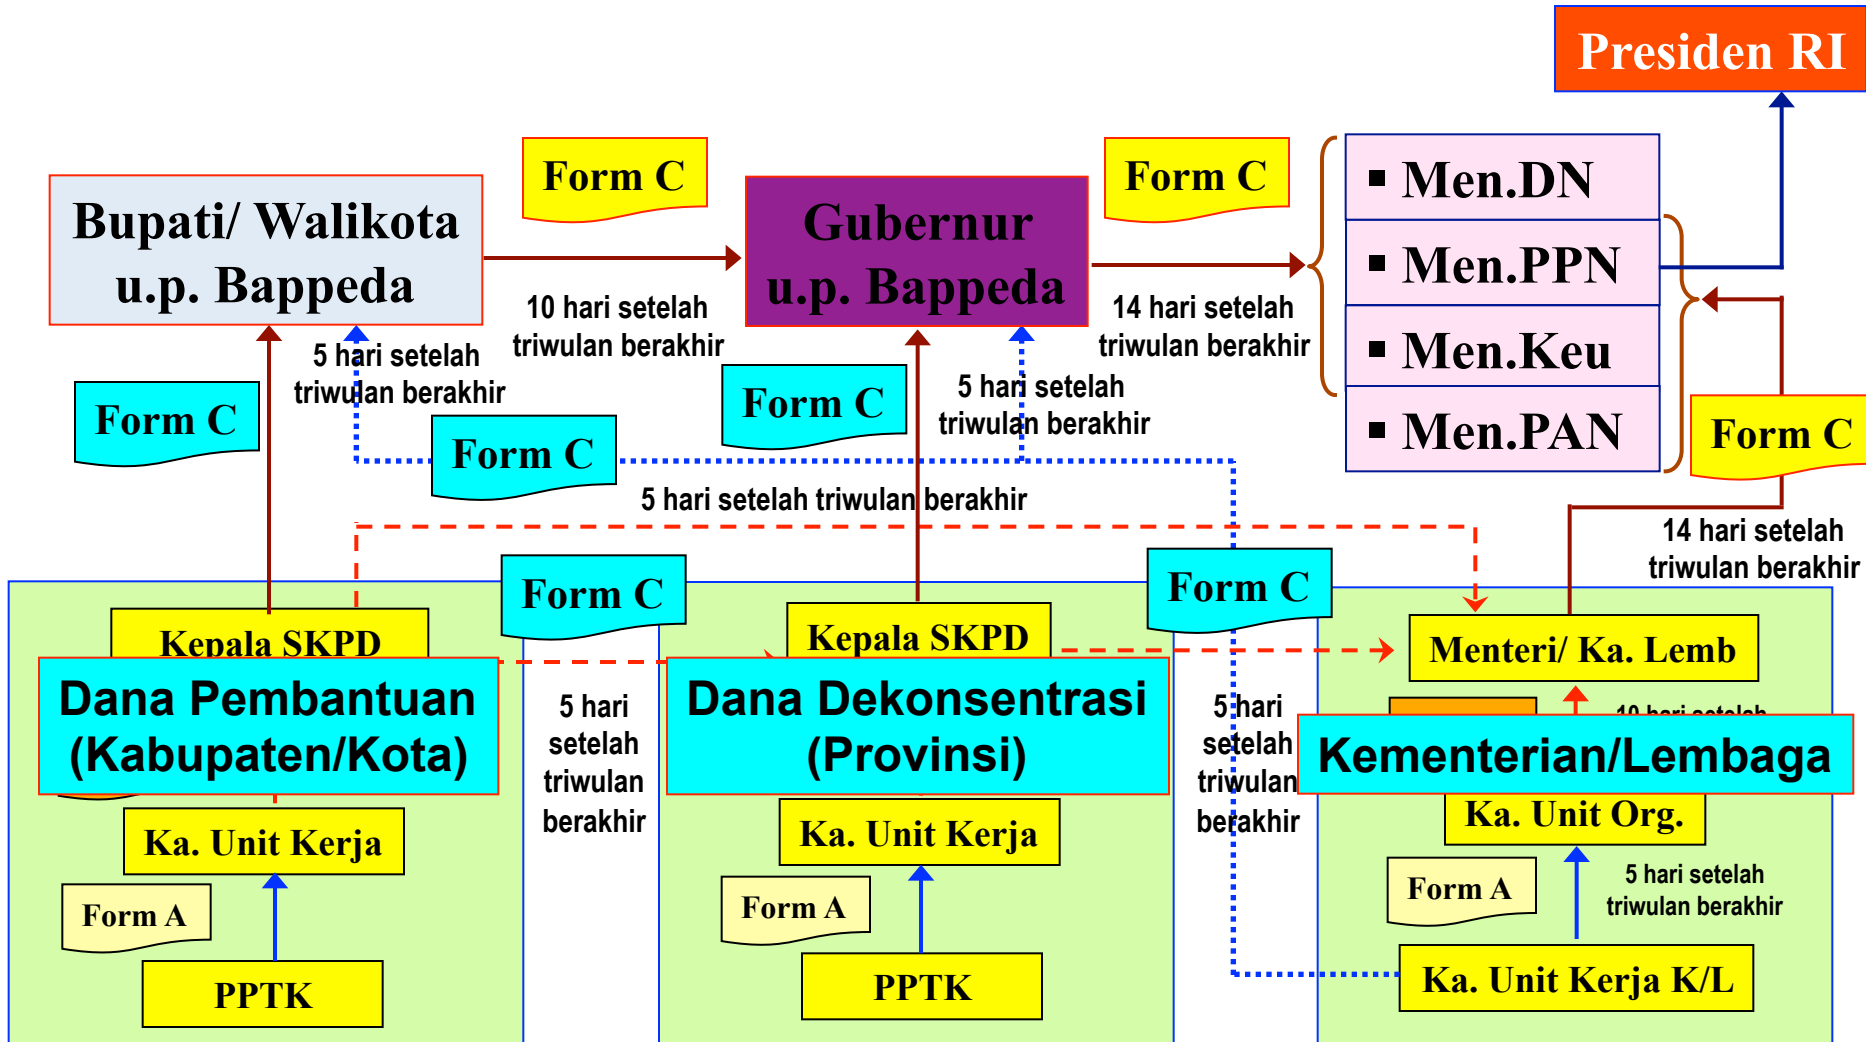 Presiden RI
Form C
Form C
▪ Men.DN
▪ Men.PPN
▪ Men.Keu
▪ Men.PAN
Bupati/ Walikota
u.p. Bappeda
Gubernur
u.p. Bappeda
10 hari setelah
triwulan berakhir
14 hari setelah
triwulan berakhir
5 hari setelah
triwulan berakhir
5 hari setelah
triwulan berakhir
Form C
Form C
Form C
Form C
5 hari setelah triwulan berakhir
14 hari setelah
triwulan berakhir
Form C
Form C
Kepala SKPD
Kepala SKPD
Menteri/ Ka. Lemb
Dana Pembantuan
(Kabupaten/Kota)
5 hari
setelah
triwulan
berakhir
Dana Dekonsentrasi
(Provinsi)
5 hari
setelah
triwulan
berakhir
10 hari setelah
Kementerian/Lembaga
Ka. Unit Kerja
Ka. Unit Kerja
Ka. Unit Org.
Form A
Form A
Form A
5 hari setelah
triwulan berakhir
PPTK
PPTK
Ka. Unit Kerja K/L